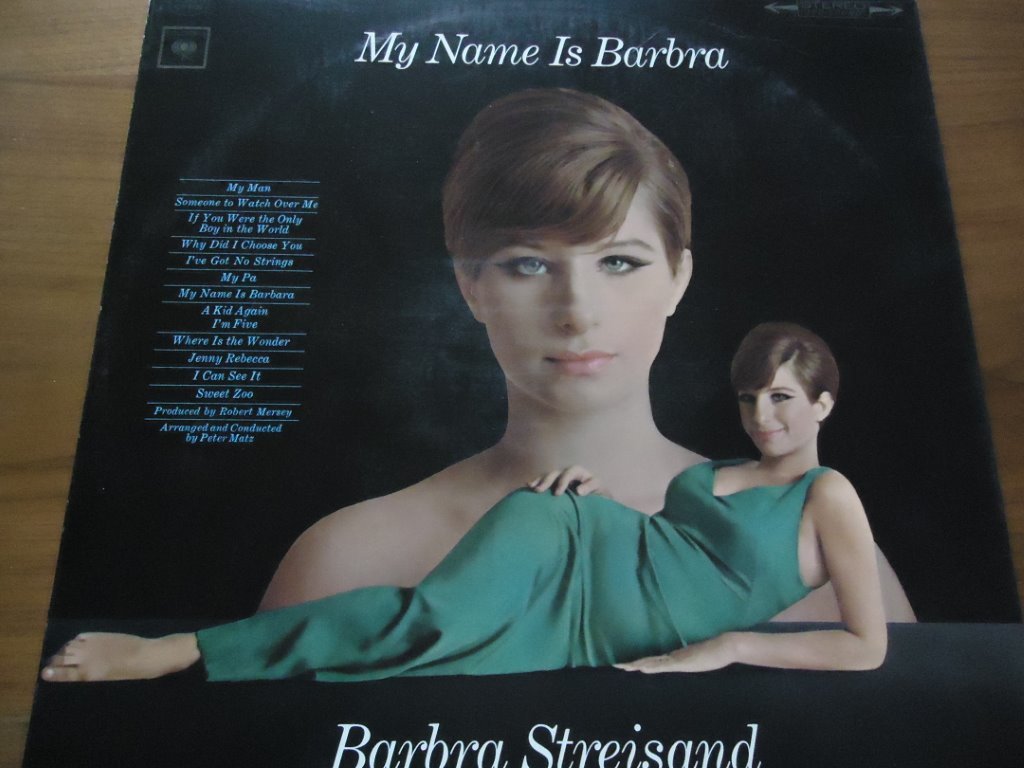 STEREO
My Name Is Barbra
My Man
Someone to Watch Over Me
If You Were the Only
Boy in the World
Why Did I Choose You
I've Got No Strings
My Pa
My Name Is Barbara
A Kid Again
I'm Five
Where Is the Wonder
Jenny Rebecca
I Can See It
Sweet Zoo
Produced by Robert Mersey
Arranged and Conducted
by Peter Matz
Barbra Streisand